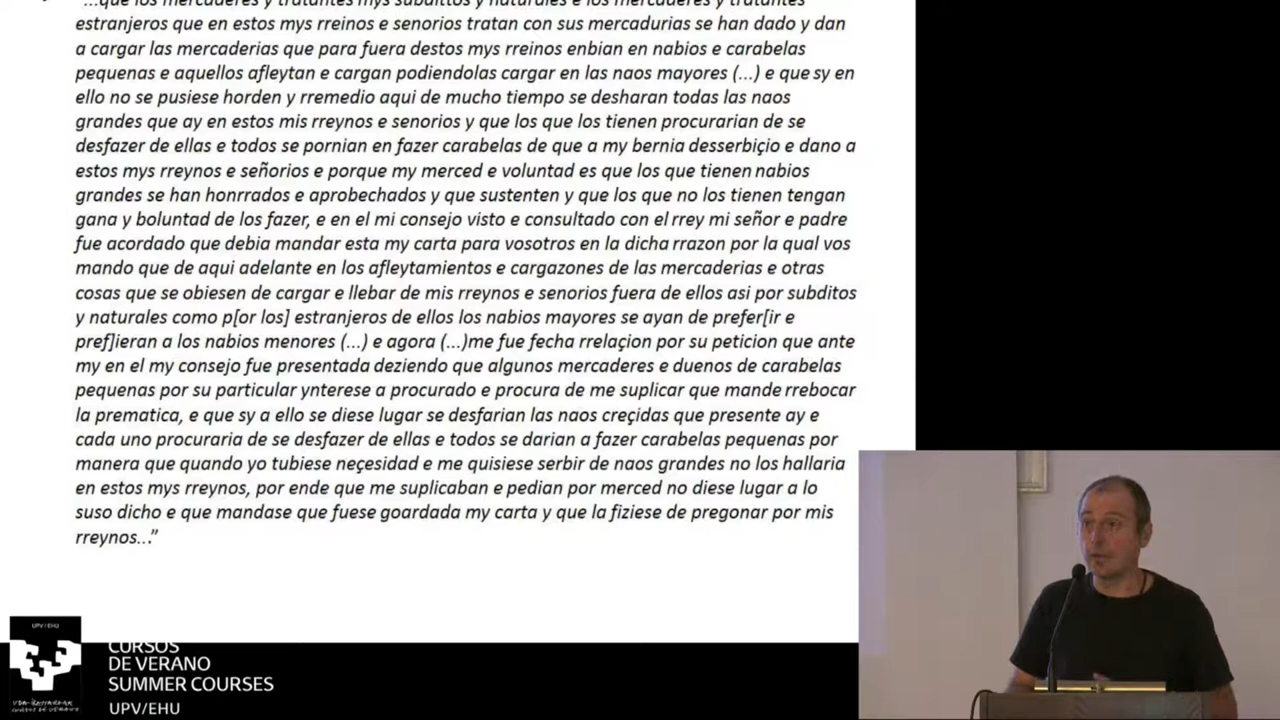 "...que los mercaderes y tratantes mys subditos y naturales e los mercaderes y tratantes
estranjeros que en estos mys rreinos e senorios tratan con sus mercadurias se han dado y dan
a cargar las mercaderias que para fuera destos mys rreinos enbian en nabios e carabelas
pequenas e aquellos afleytan e cargan podiendolas cargar en las naos mayores (...) e que sy en
ello no se pusiese horden y rremedio aqui de mucho tiempo se desharan todas las naos
grandes que ay en estos mis rreynos e senorios y que los que los tienen procurarian de se
desfazer de ellas e todos se pornian en fazer carabelas de que a my bernia desserbiçio e dano a
estos mys rreynos e señorios e porque my merced e voluntad es que los que tienen nabios
grandes se han honrrados e aprobechados y que sustenten y que los que no los tienen tengan
gana y boluntad de los fazer, e en el mi consejo visto e consultado con el rrey mi señor e padre
fue acordado que debia mandar esta my carta para vosotros en la dicha rrazon por la qual vos
mando que de aqui adelante en los afleytamientos e cargazones de las mercaderias e otras
cosas que se obiesen de cargar e llebar de mis rreynos e senorios fuera de ellos asi por subditos
y naturales como p[or los] estranjeros de ellos los nabios mayores se ayan de prefer[ir e
pref]ieran a los nabios menores (...) e agora (...)me fue fecha rrelaçion por su peticion que ante
my en el my consejo fue presentada deziendo que algunos mercaderes e duenos de carabelas
pequenas por su particular ynterese a procurado e procura de me suplicar que mande rrebocar
la prematica, e que sy a ello se diese lugar se desfarian las naos creçidas que presente ay e
cada uno procuraria de se desfazer de ellas e todos se darian a fazer carabelas pequenas por
manera que quando yo tubiese neçesidad e me quisiese serbir de naos grandes no los hallaria
en estos mys rreynos, por ende que me suplicaban e pedian por merced no diese lugar a lo
suso dicho e que mandase que fuese goardada my carta y que la fiziese de pregonar por mis
rreynos..."
UPV/EHU
CURSOS
DE VERANO
SUMMER COURSES
UPV/EHU